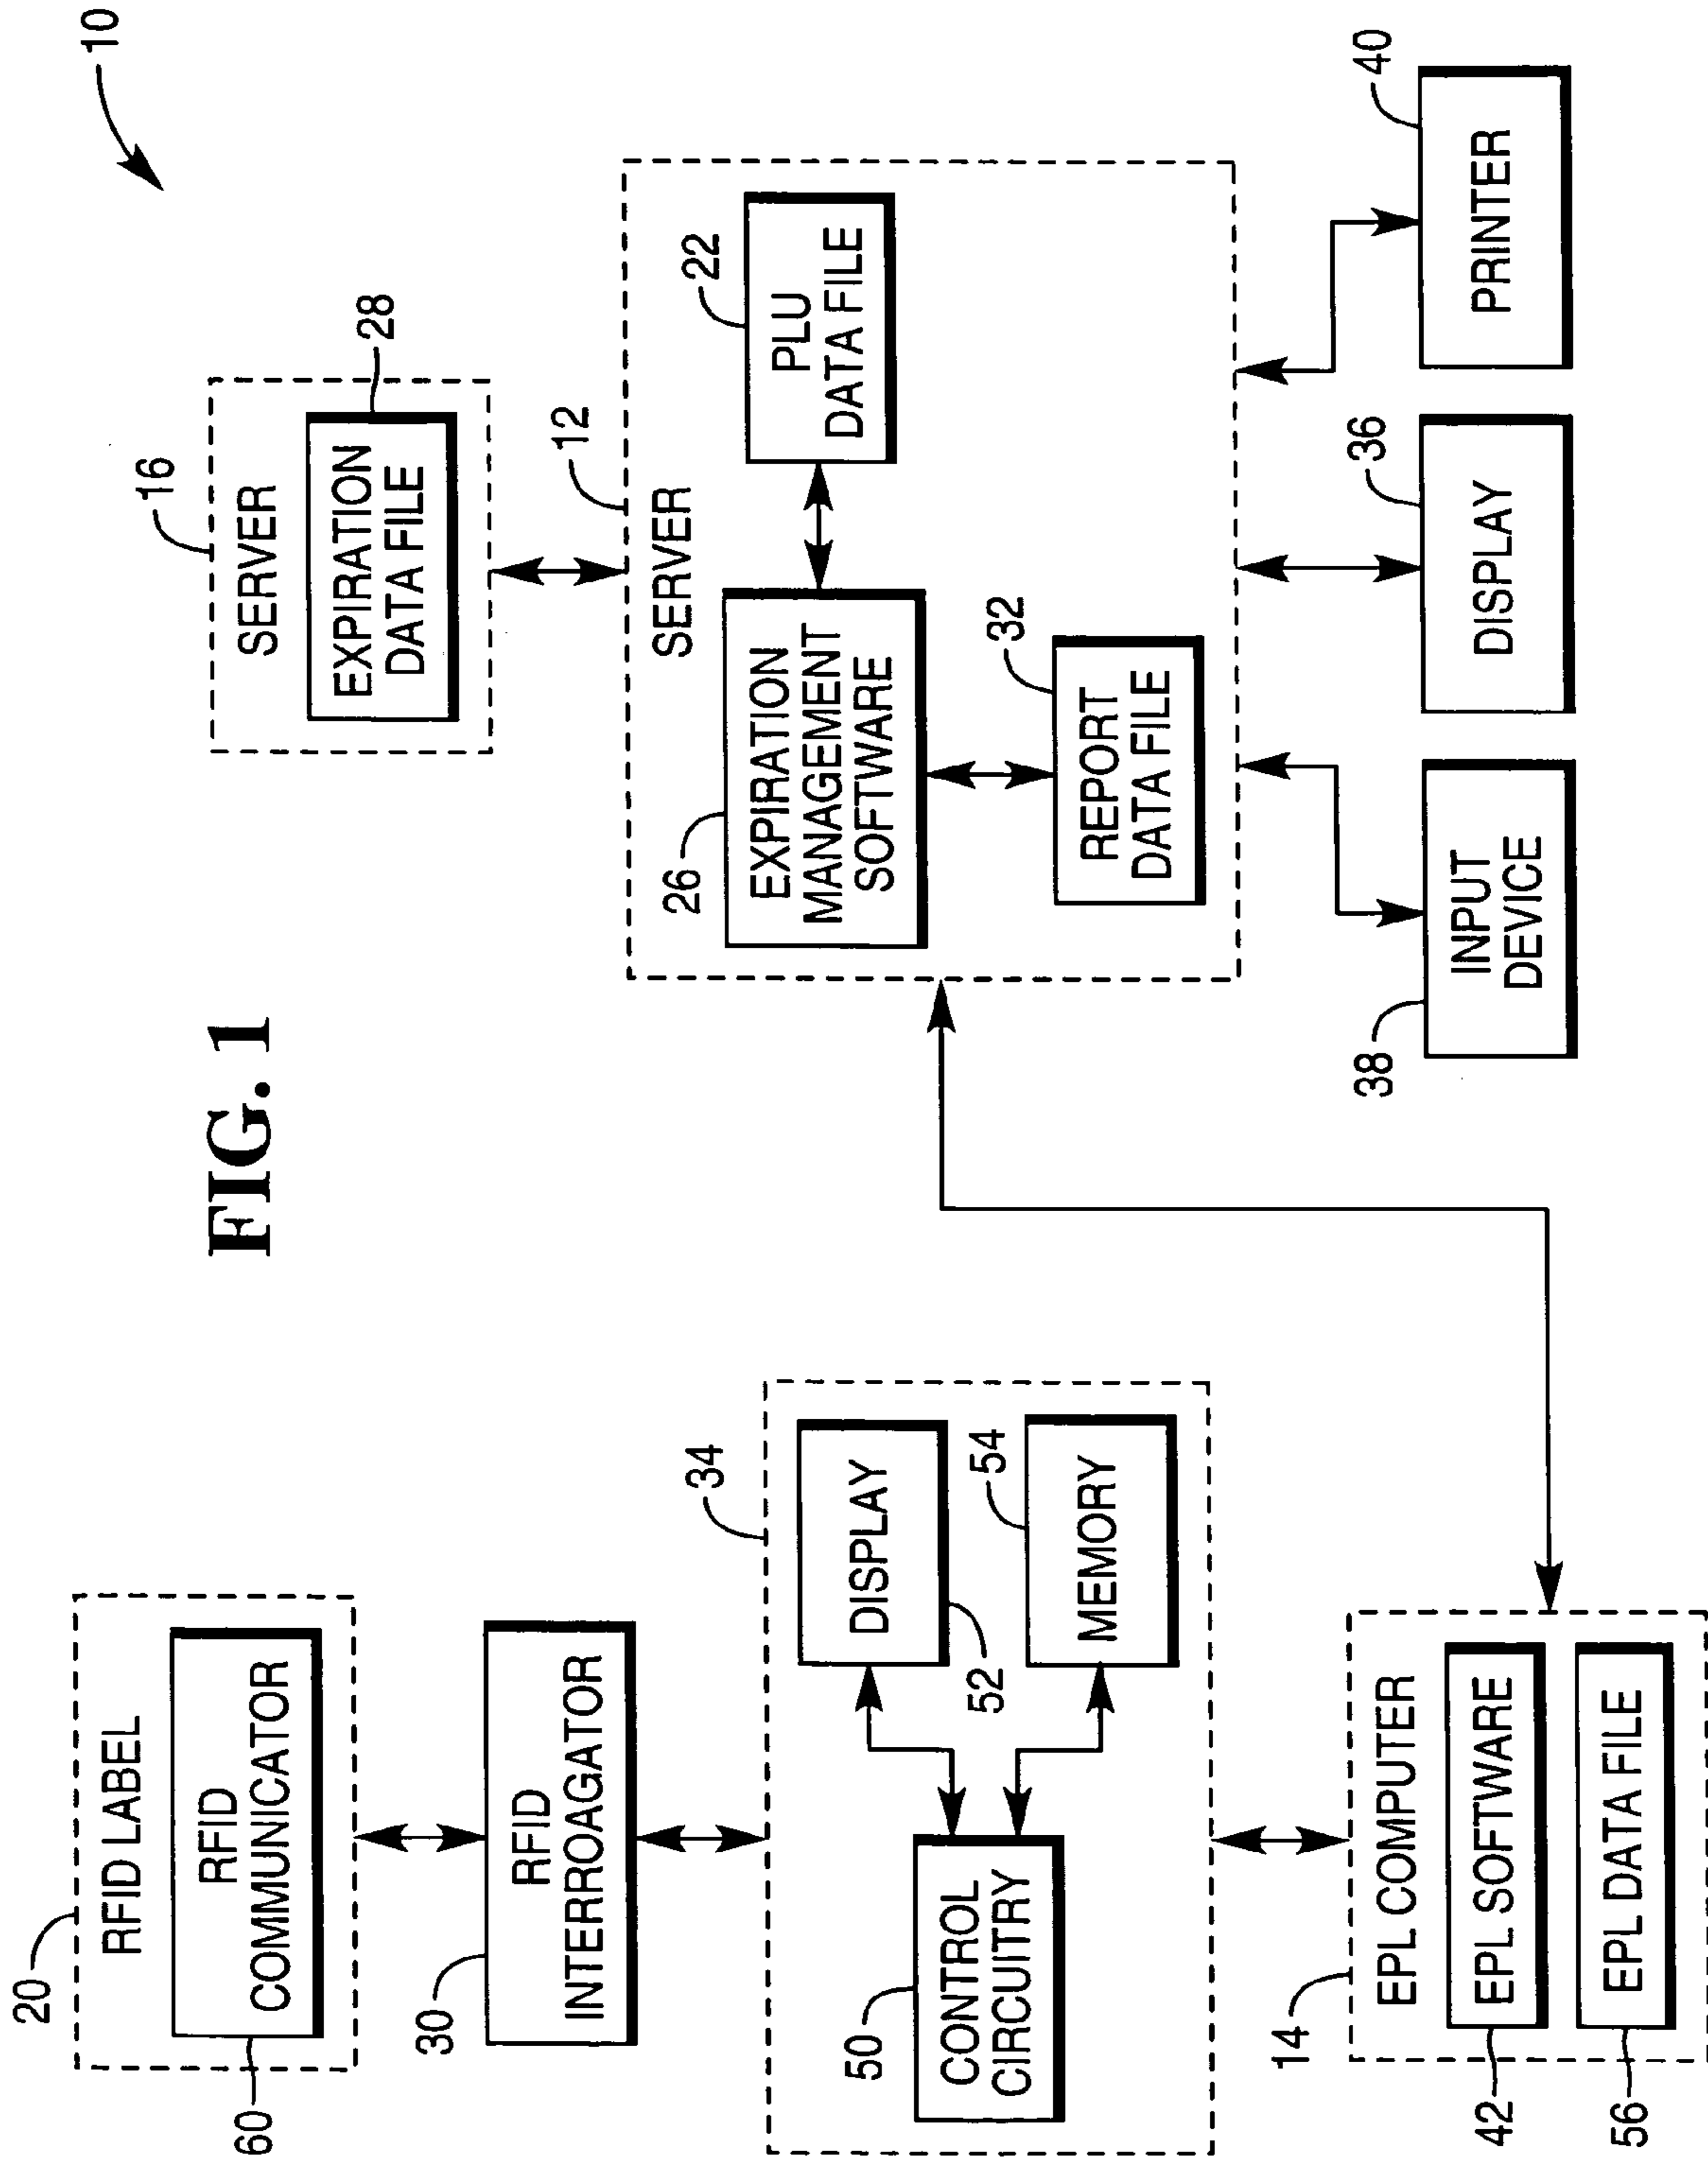 FIG. 1
10
20
RFID LABEL
RFID
COMMUNICATOR
60
30
RFID
INTERROAGATOR
34
DISPLAY
52
MEMORY
54
50
CONTROL
CIRCUITRY
14
EPL COMPUTER
EPL SOFTWARE
42
EPL DATA FILE
56
16
SERVER
EXPIRATION
DATA FILE
28
12
SERVER
26
EXPIRATION
MANAGEMENT
SOFTWARE
22
PLU
DATA FILE
32
REPORT
DATA FILE
38
INPUT
DEVICE
36
DISPLAY
40
PRINTER